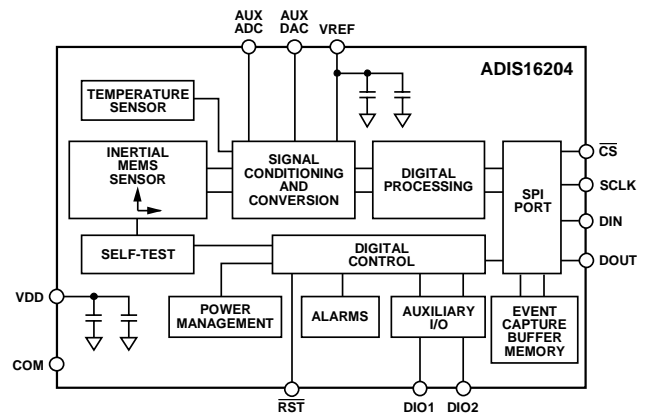 AUX
ADC
AUX
DAC
VREF
ADIS16204
TEMPERATURE
SENSOR
INERTIAL
MEMS
SENSOR
SIGNAL
CONDITIONING
AND
CONVERSION
DIGITAL
PROCESSING
SPI
PORT
CS
SCLK
DIN
DOUT
SELF-TEST
DIGITAL
CONTROL
VDD
POWER
MANAGEMENT
ALARMS
AUXILIARY
I/O
EVENT
CAPTURE
BUFFER
MEMORY
COM
RST
DIO1
DIO2